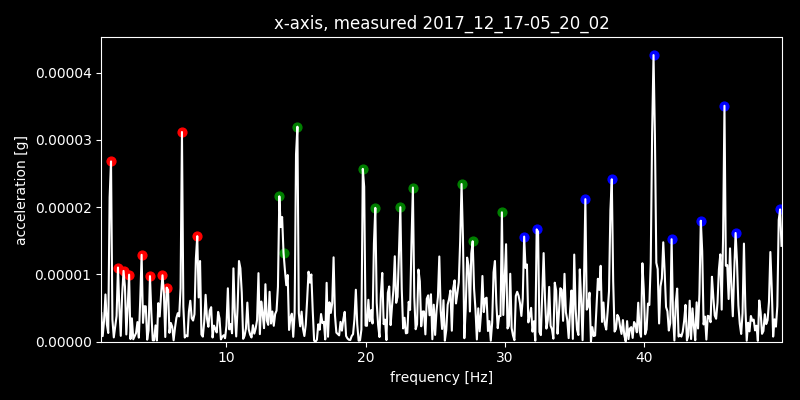 x-axis, measured 2017_12_17-05_20_02
0.00004
0.00003
0.00002
0.00001
0.00000
acceleration [g]
10 20 30 40
frequency [Hz]